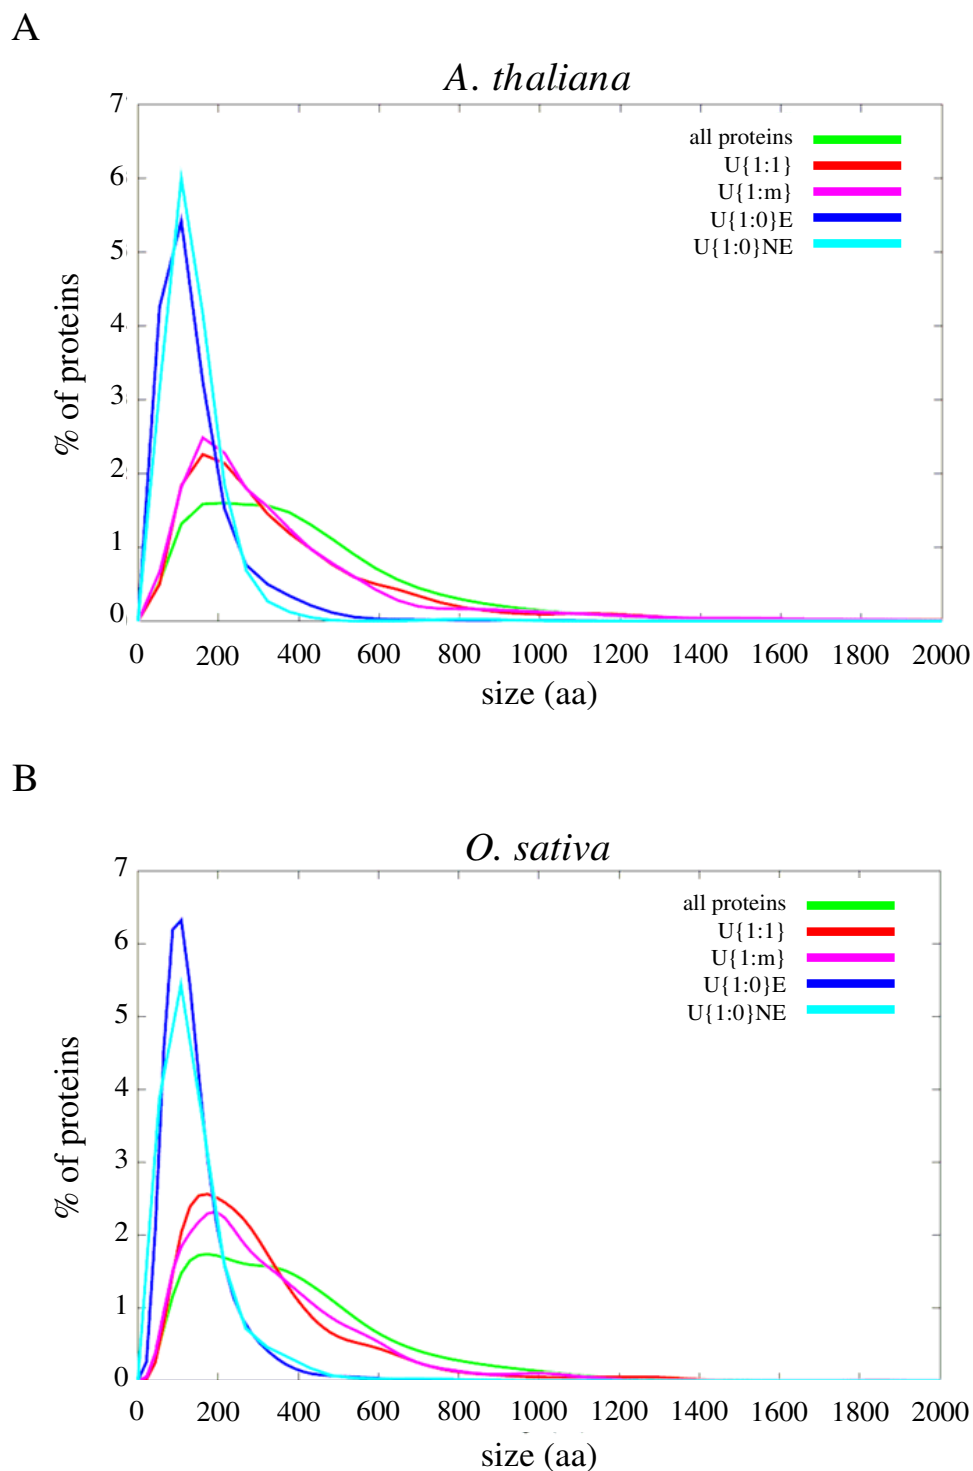 A
A. thaliana
7
6
5
4
3
2
1
0
% of proteins
all proteins
U{1:1}
U{1:m}
U{1:0}E
U{1:0}NE
0 200 400 600 800 1000 1200 1400 1600 1800 2000
size (aa)
B
O. sativa
7
6
5
4
3
2
1
0
% of proteins
all proteins
U{1:1}
U{1:m}
U{1:0}E
U{1:0}NE
0 200 400 600 800 1000 1200 1400 1600 1800 2000
size (aa)